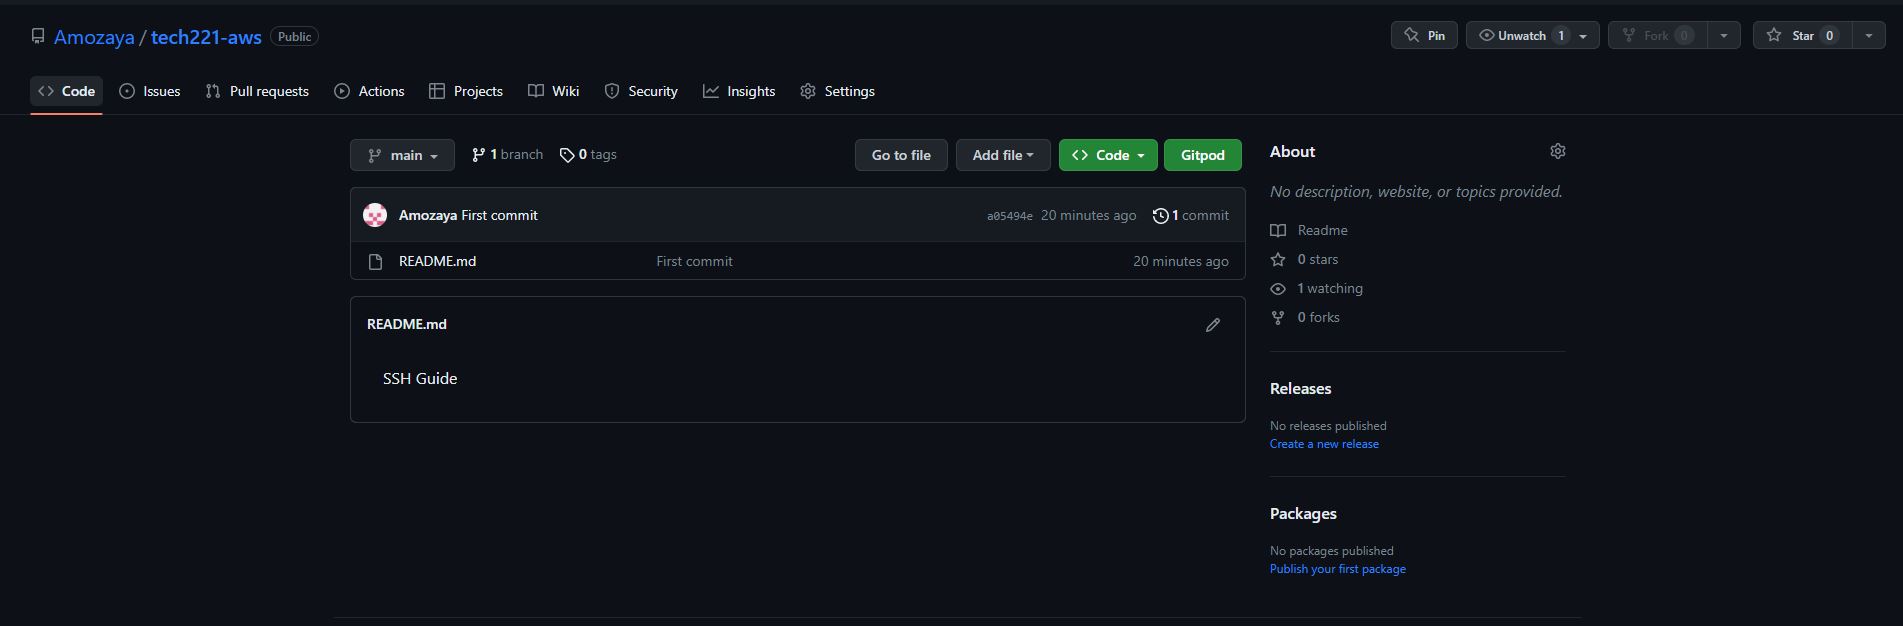 Amozaya / tech221-aws Public Pin Unwatch 1 Fork 0 Star 0
Code Issues Pull requests Actions Projects Wiki Security Insights Settings
main 1 branch 0 tags Go to file Add file Code Gitpod
Amozaya First commit a05494e 20 minutes ago 1 commit
README.md First commit 20 minutes ago
README.md
SSH Guide
About
No description, website, or topics provided.
Readme
0 stars
1 watching
0 forks
Releases
No releases published
Create a new release
Packages
No packages published
Publish your first package